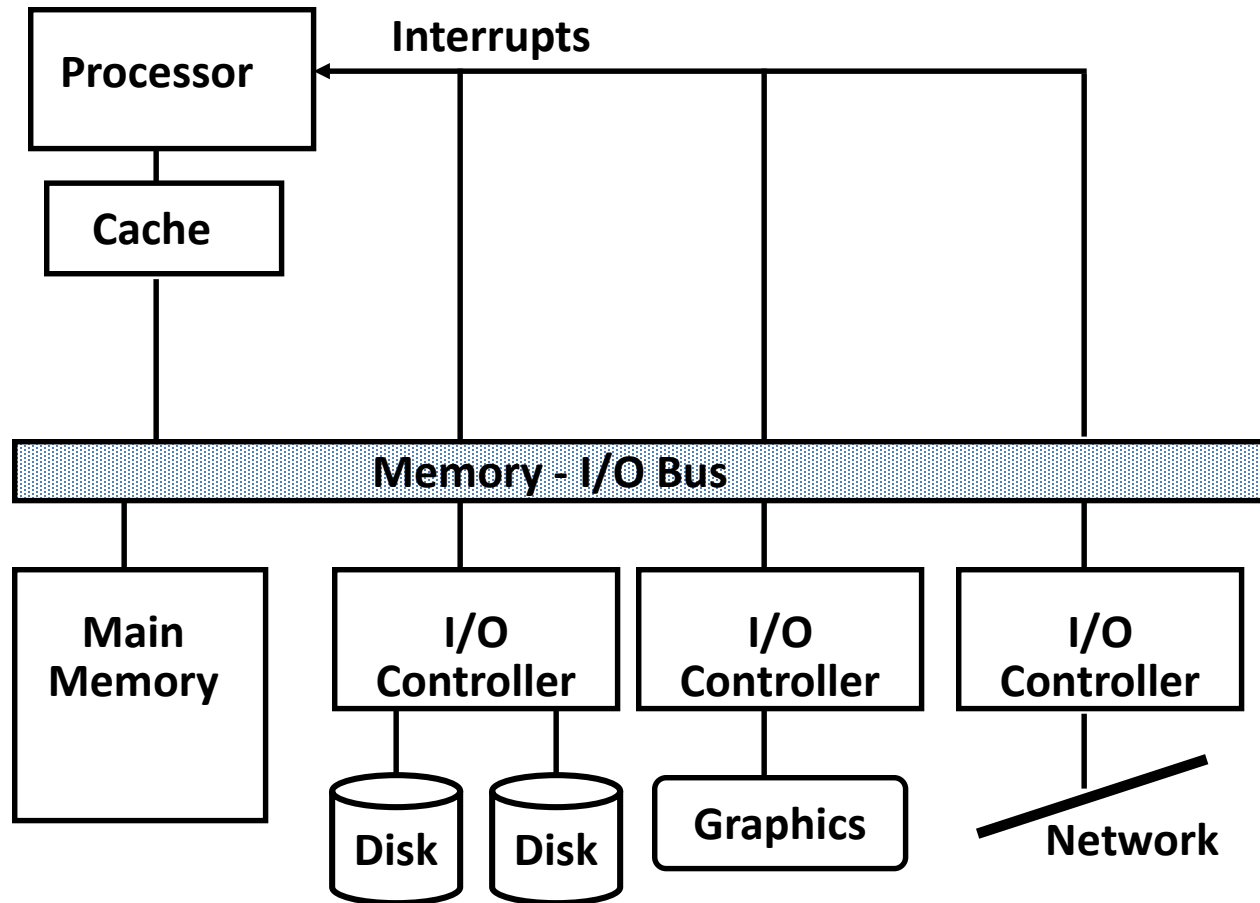 Interrupts
Processor
Cache
Memory - I/O Bus
Main
Memory
I/O
Controller
I/O
Controller
I/O
Controller
Disk
Disk
Graphics
Network